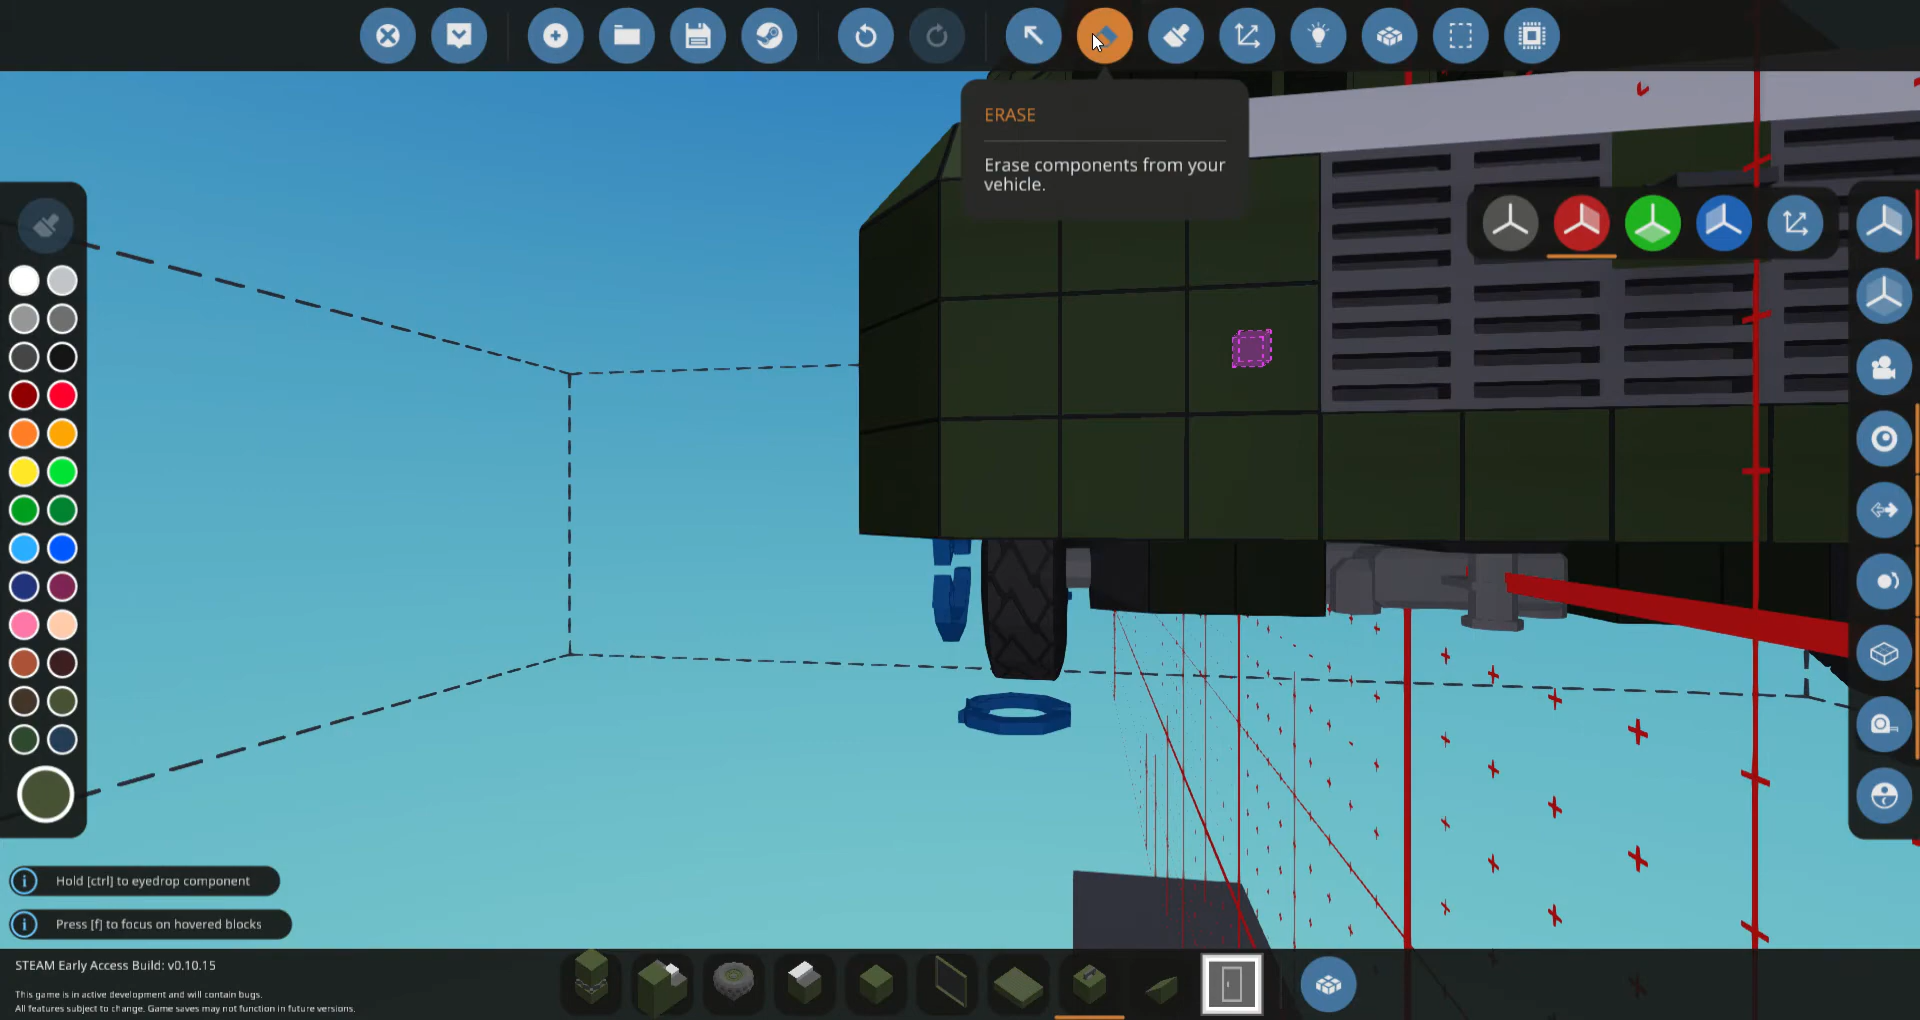 ERASE
Erase components from your
vehicle.
Hold [ctrl] to eyedrop component
Press [f] to focus on hovered blocks
STEAM Early Access Build: v0.10.15
This game is in active development and will contain bugs.
All features subject to change. Game saves may not function in future versions.